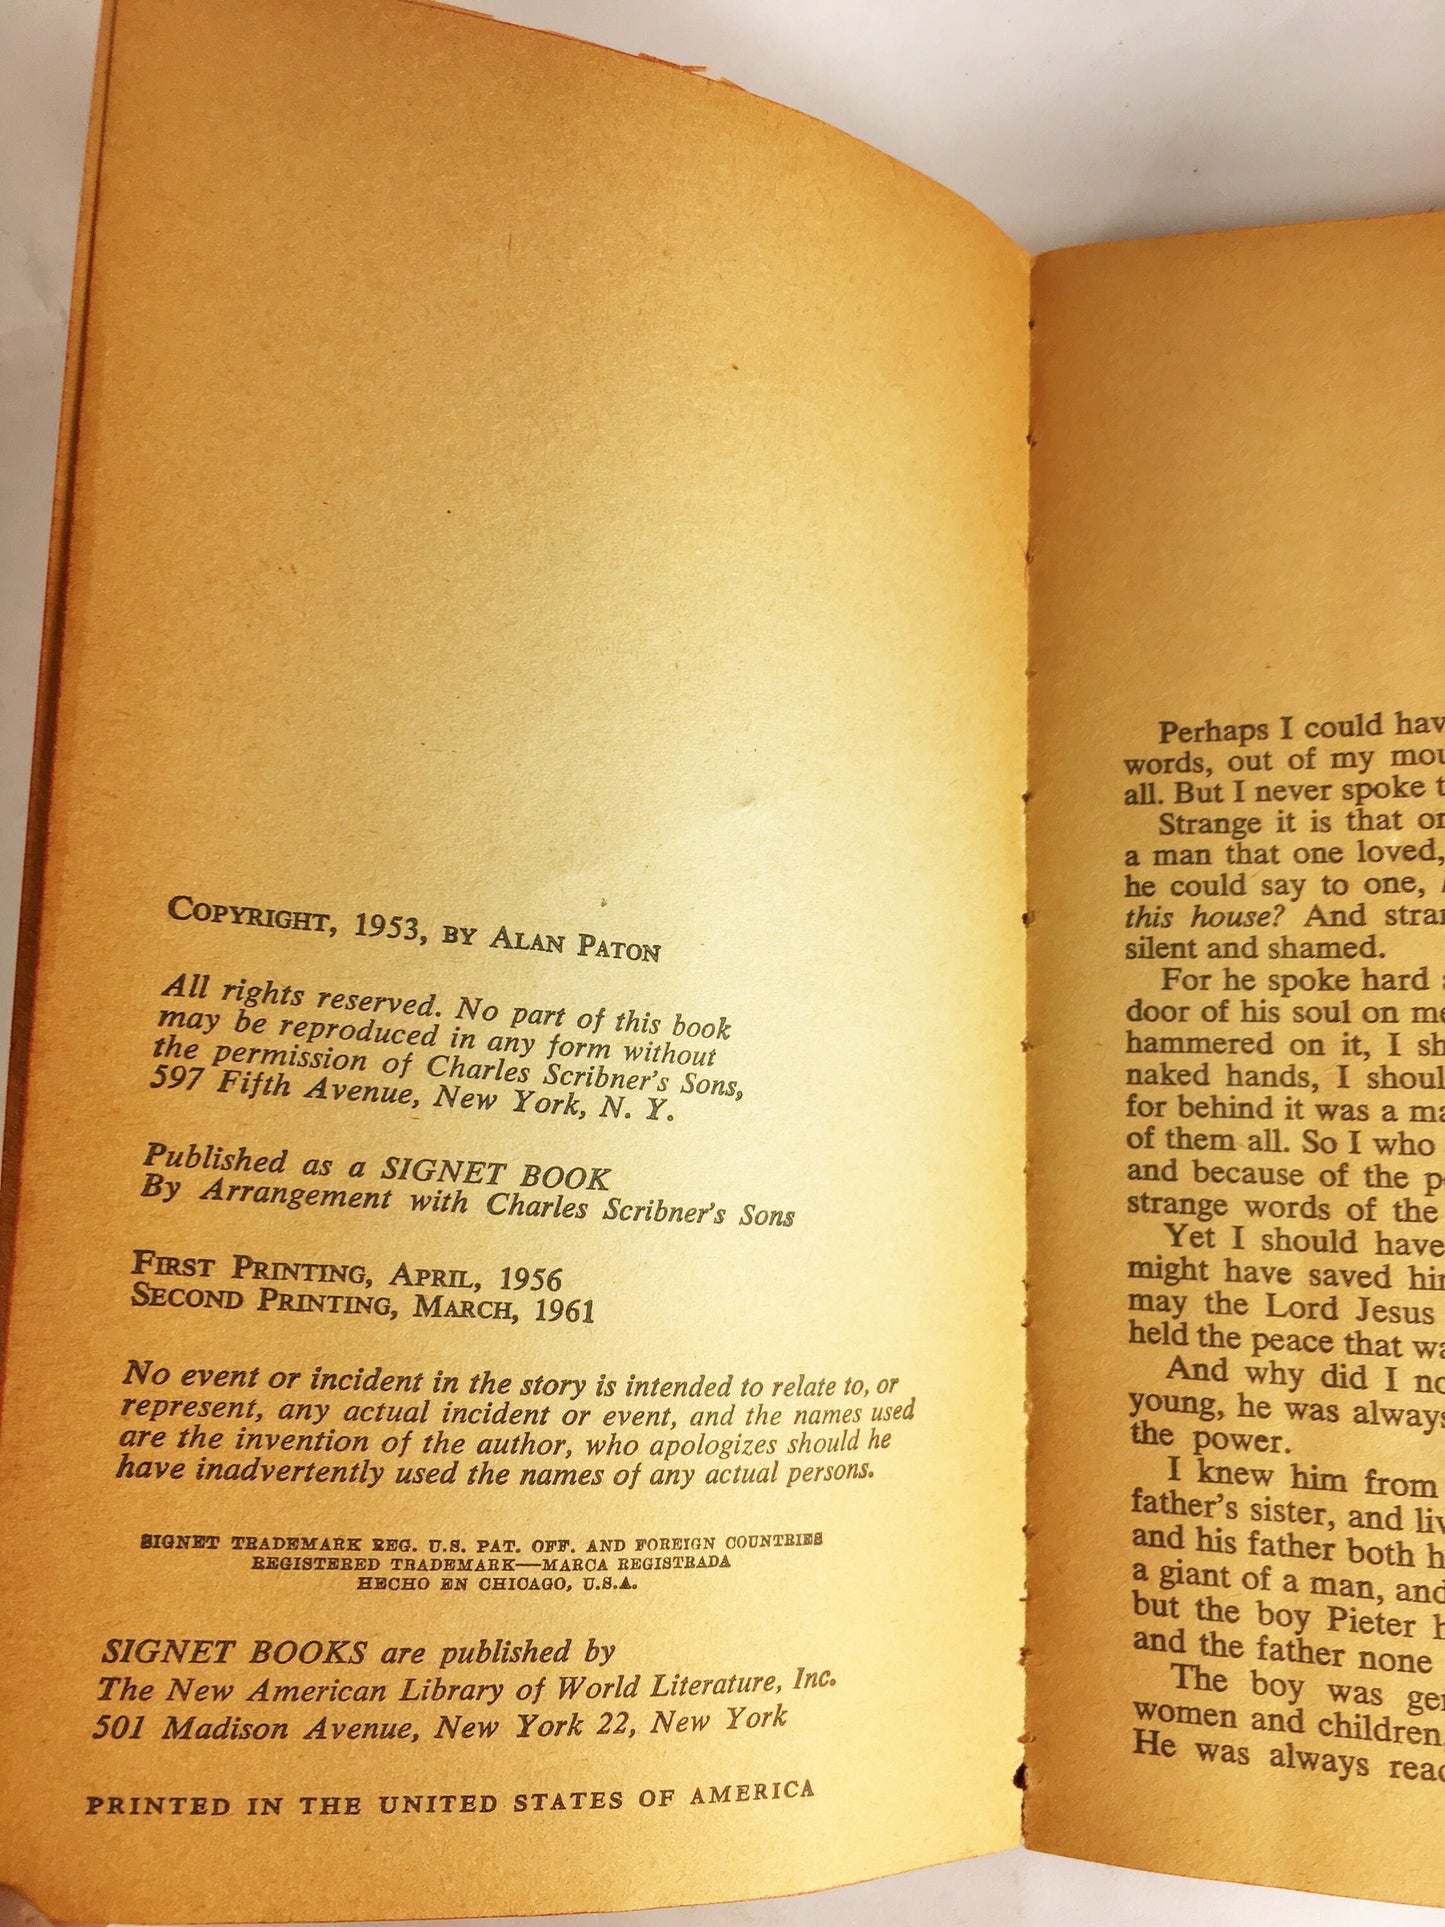 COPYRIGHT, 1953, BY ALAN PATON
All rights reserved. No part of this book
may be reproduced in any form without
the permission of Charles Scribner's Sons,
597 Fifth Avenue, New York, N. Y.
Published as a SIGNET BOOK
By Arrangement with Charles Scribner's Sons
FIRST PRINTING, APRIL, 1956
SECOND PRINTING, MARCH, 1961
No event or incident in the story is intended to relate to, or
represent, any actual incident or event, and the names used
are the invention of the author, who apologizes should he
have inadvertently used the names of any actual persons.
SIGNET TRADEMARK REG. U.S. PAT. OFF. AND FOREIGN COUNTRIES
REGISTERED TRADEMARK—MARCA REGISTRADA
HECHO EN CHICAGO, U.S.A.
SIGNET BOOKS are published by
The New American Library of World Literature, Inc.
501 Madison Avenue, New York 22, New York
PRINTED IN THE UNITED STATES OF AMERICA
Perhaps I could
words, out of my
all. But I never spoke
Strange it is that
a man that one loved,
he could say to one,
this house? And
silent and shamed.
For he spoke hard
door of his soul on
hammered on it, I
naked hands, I
for behind it was a
of them all. So I who
and because of the
strange words of the
Yet I should have
might have saved
may the Lord Jesus
held the peace that
And why did I
young, he was
the power.
I knew him from
father's sister, and
and his father both
a giant of a man, and
but the boy Pieter
and the father none
The boy was
women and children.
He was always